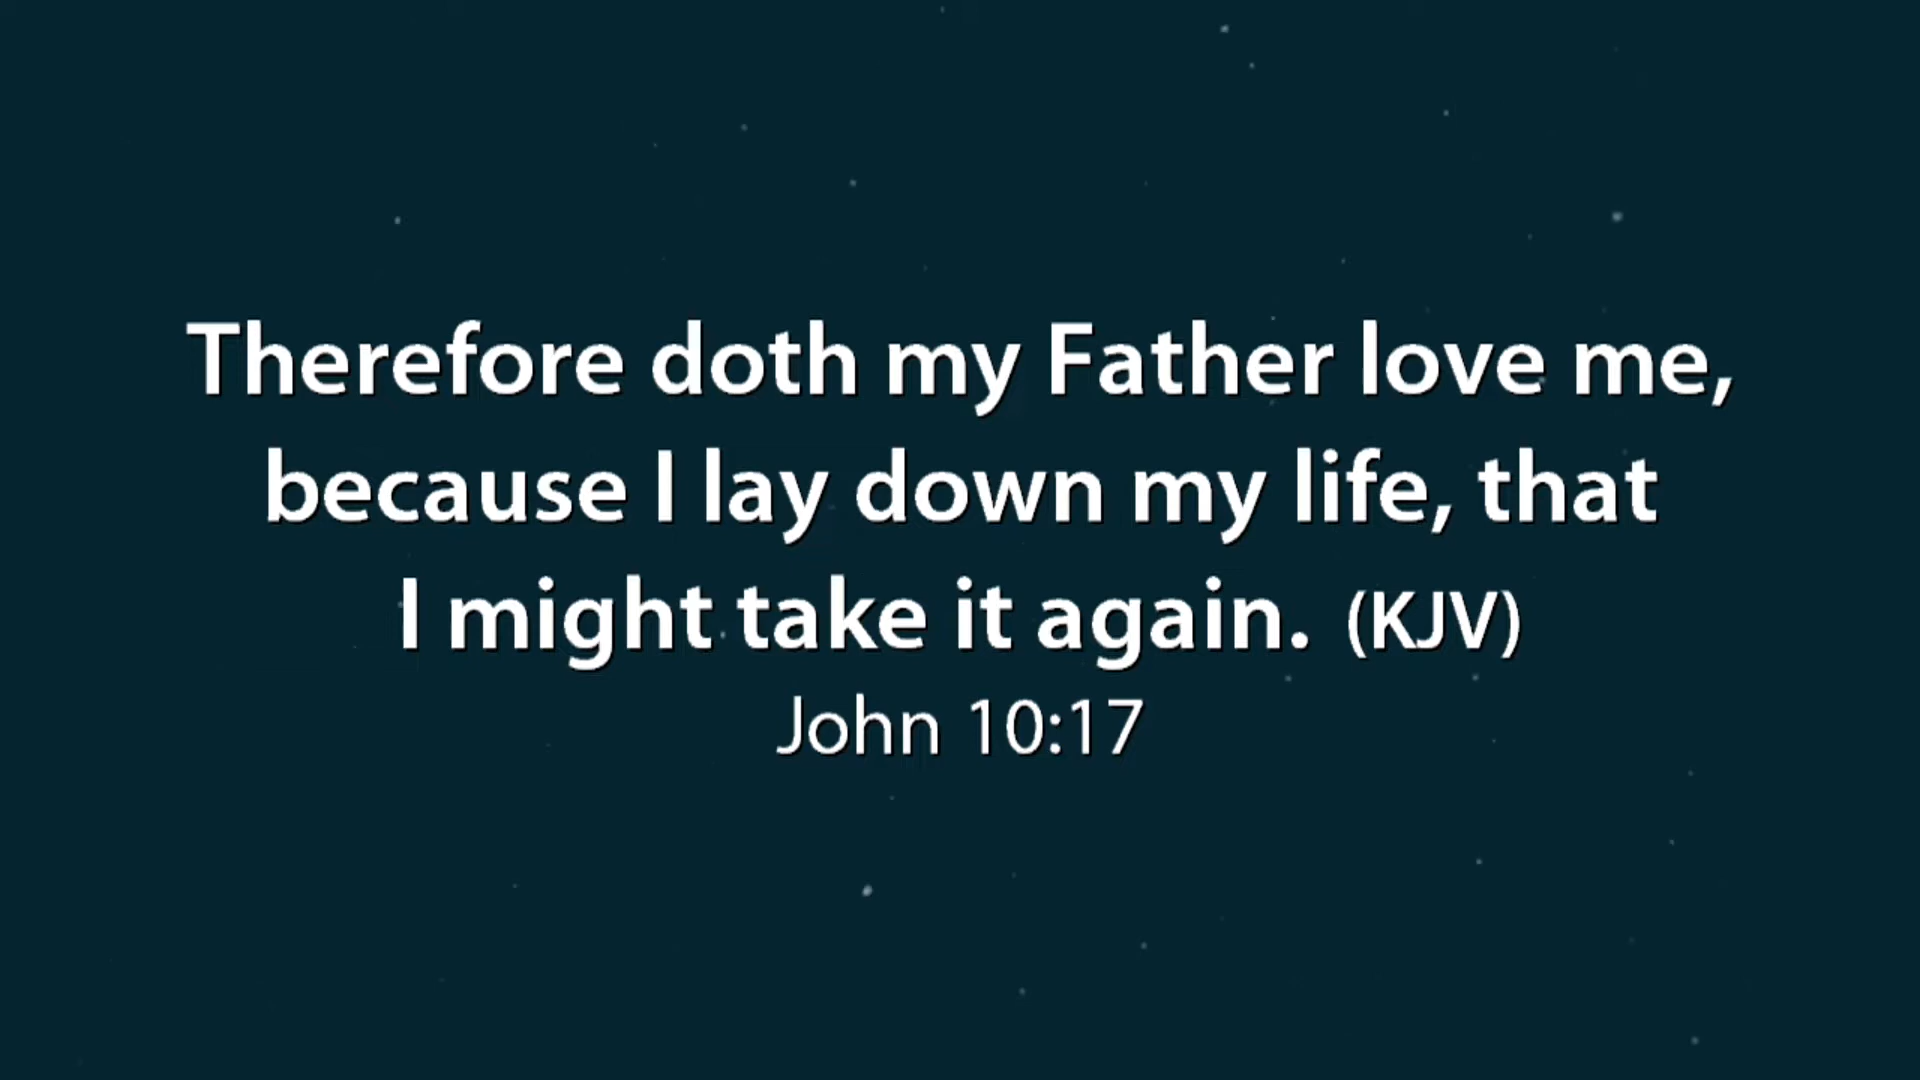 Therefore doth my Father love me,
because I lay down my life, that
I might take it again. (KJV)
John 10:17